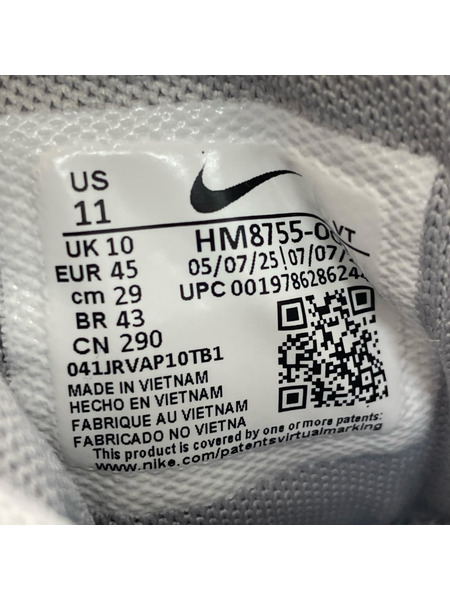 US
11
UK 10
EUR 45
cm 29
BR 43
CN 290
041JRVAP10TB1
MADE IN VIETNAM
HECHO EN VIETNAM
FABRIQUE AU VIETNAM
FABRICADO NO VIETNA
This product is covered by one or more patents
www.nike.com/patentsvirtualmarking
VT
05/07/25
UPC